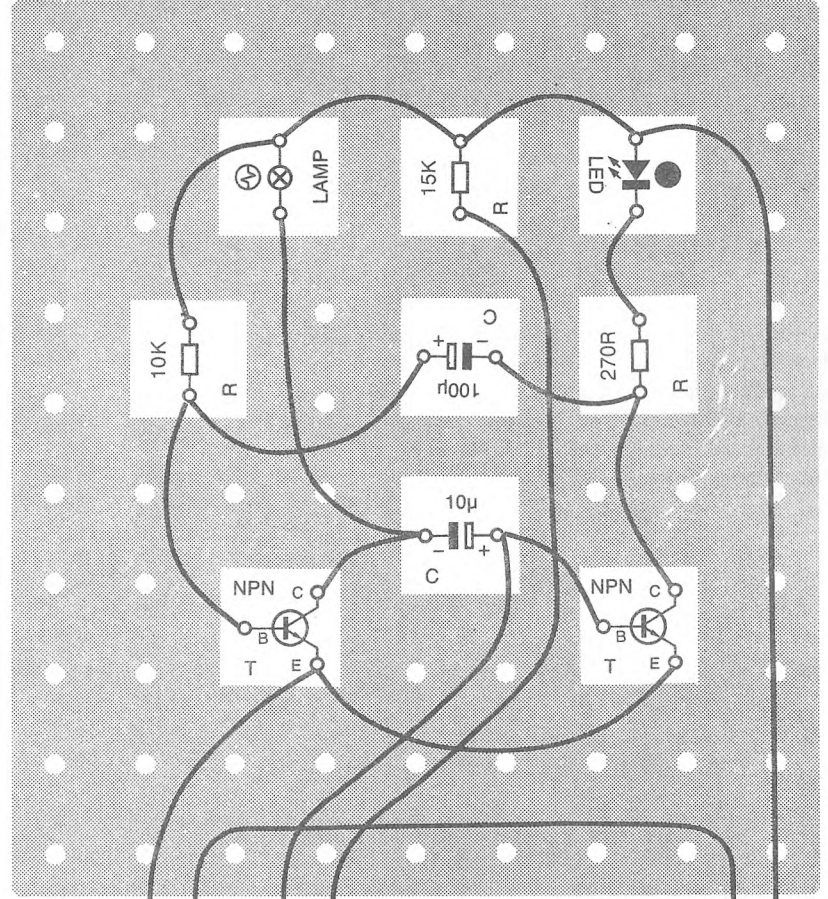 LAMP
15K
R
LED
10K
R
C
+ −
100µ
270R
R
10µ
− +
C
NPN C
B
T E
NPN C
B
T E